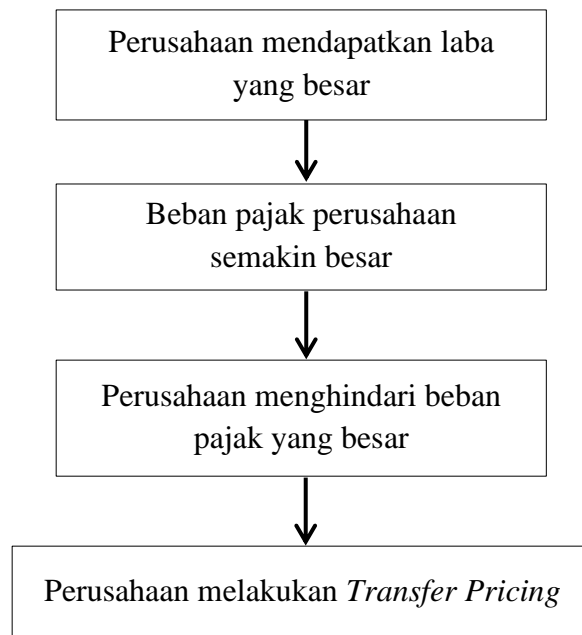 Perusahaan mendapatkan laba
yang besar
Beban pajak perusahaan
semakin besar
Perusahaan menghindari beban
pajak yang besar
Perusahaan melakukan Transfer Pricing